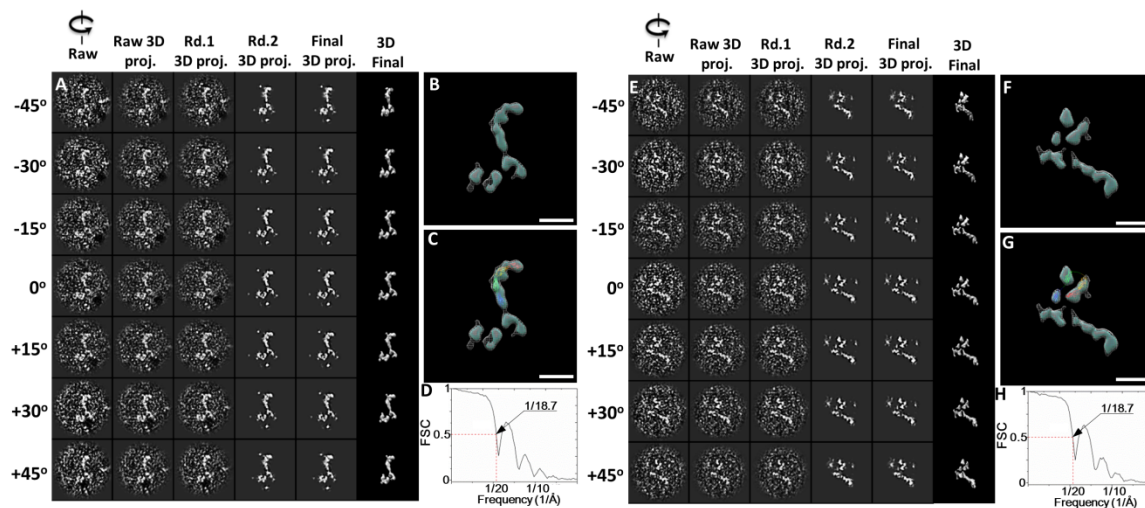 Raw
Raw 3D proj.
Rd.1 3D proj.
Rd.2 3D proj.
Final 3D proj.
3D Final
A
-45º
-30º
-15º
0º
+15º
+30º
+45º
B
C
D
1
0.5
0
FSC
1/18.7
1/20 1/10
Frequency (1/Å)
Raw
Raw 3D proj.
Rd.1 3D proj.
Rd.2 3D proj.
Final 3D proj.
3D Final
E
-45º
-30º
-15º
0º
+15º
+30º
+45º
F
G
H
1
0.5
0
FSC
1/18.7
1/20 1/10
Frequency (1/Å)